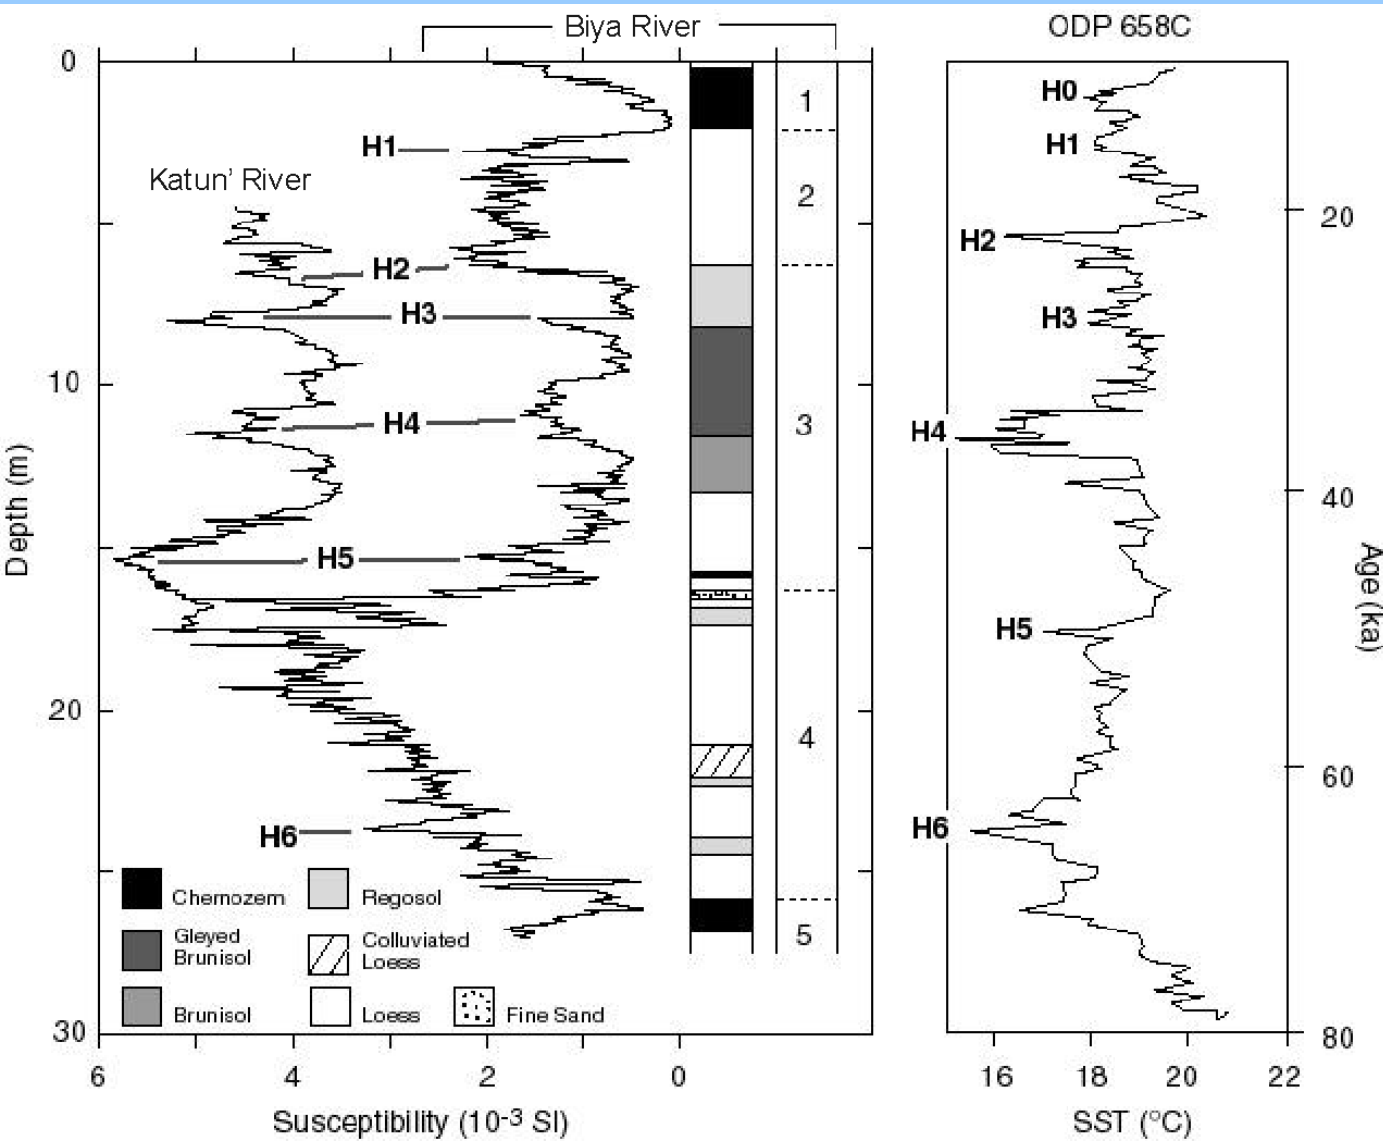 Biya River
ODP 658C
0
10
20
30
Depth (m)
Katun' River
H1
H2
H3
H4
H5
H6
1
2
3
4
5
Chernozem
Regosol
Gleyed
Brunisol
Colluviated
Loess
Brunisol
Loess
Fine Sand
6
4
2
0
Susceptibility (10-3 SI)
H0
H1
H2
H3
H4
H5
H6
20
40
60
80
Age (ka)
16
18
20
22
SST (°C)